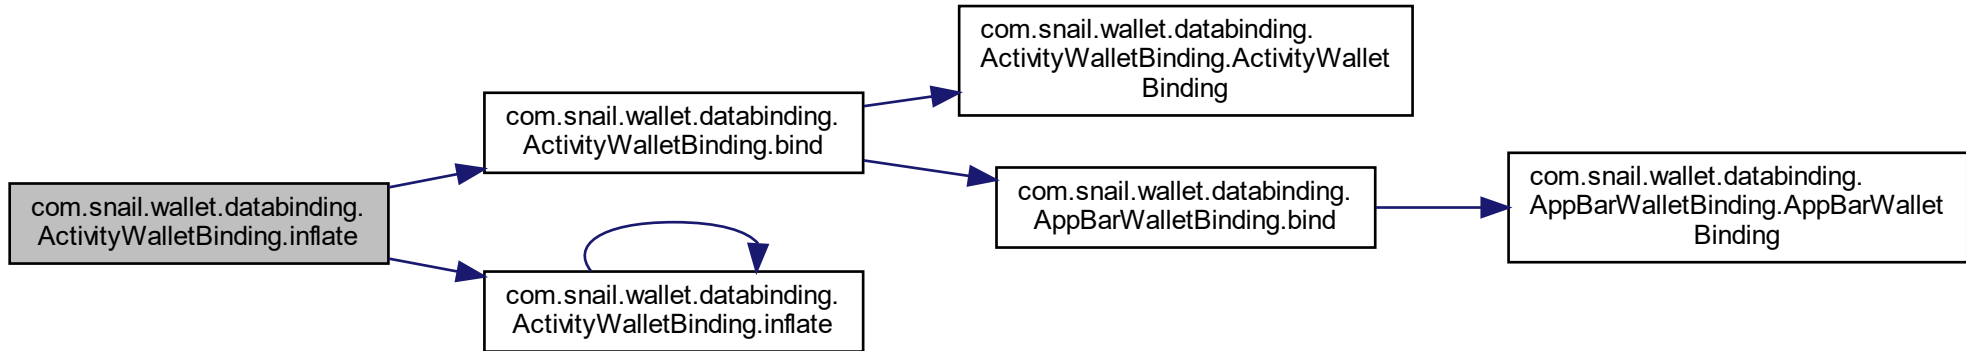 com.snail.wallet.databinding.
ActivityWalletBinding.inflate
com.snail.wallet.databinding.
ActivityWalletBinding.bind
com.snail.wallet.databinding.
ActivityWalletBinding.inflate
com.snail.wallet.databinding.
ActivityWalletBinding.ActivityWallet
Binding
com.snail.wallet.databinding.
AppBarWalletBinding.bind
com.snail.wallet.databinding.
AppBarWalletBinding.AppBarWallet
Binding